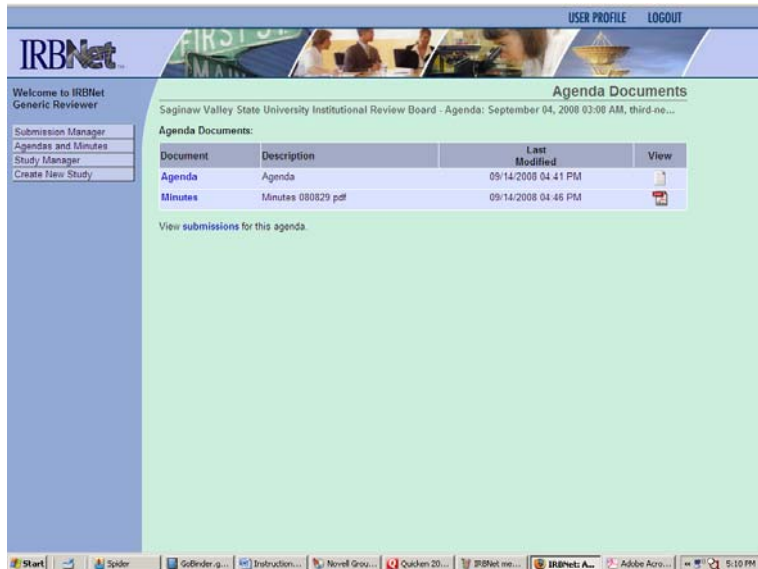 USER PROFILE LOGOUT
IRBNet
FIRST ST
MAIN
Welcome to IRBNet
Generic Reviewer
Submission Manager
Agendas and Minutes
Study Manager
Create New Study
Agenda Documents
Saginaw Valley State University Institutional Review Board - Agenda: September 04, 2008 03:08 AM, third-ne...
Agenda Documents:
Document Description Last Modified View
Agenda Agenda 09/14/2008 04:41 PM
Minutes Minutes 080829.pdf 09/14/2008 04:46 PM
View submissions for this agenda.
Start Spider GoBinder.g... Instruction... Novell Grou... Quicken 20... IRBNet me... IRBNet: A... Adobe Acro... 5:10 PM